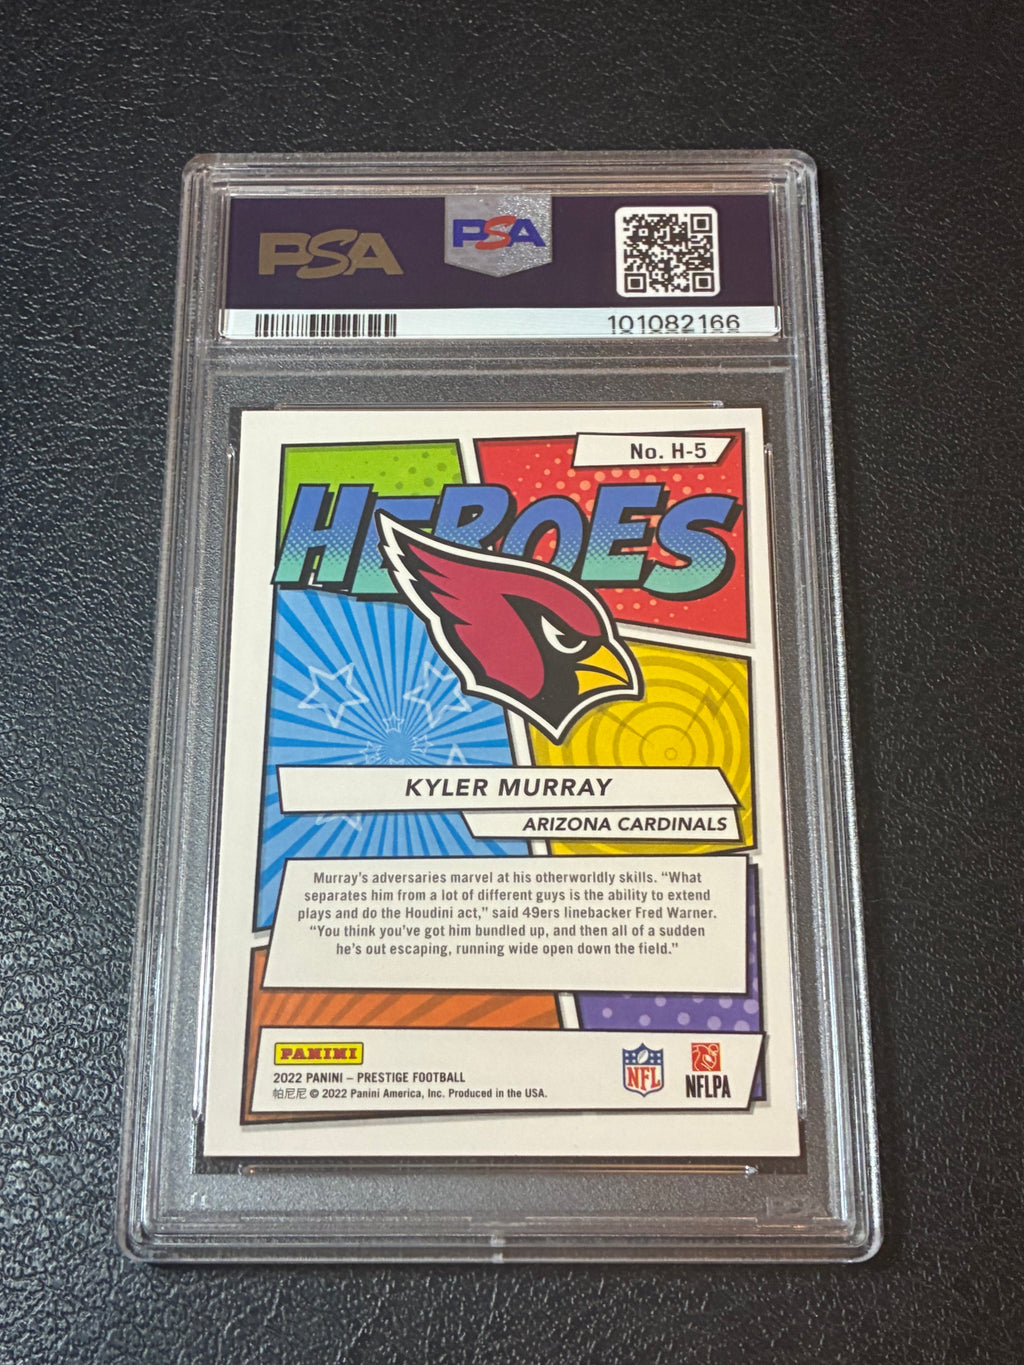 PSA
PSA
101082166
No. H-5
HEROES
KYLER MURRAY
ARIZONA CARDINALS
Murray's adversaries marvel at his otherworldly skills. “What
separates him from a lot of different guys is the ability to extend
plays and do the Houdini act,” said 49ers linebacker Fred Warner.
“You think you've got him bundled up, and then all of a sudden
he's out escaping, running wide open down the field.”
PANINI
2022 PANINI – PRESTIGE FOOTBALL
帕尼尼 © 2022 Panini America, Inc. Produced in the USA.
NFL
NFLPA